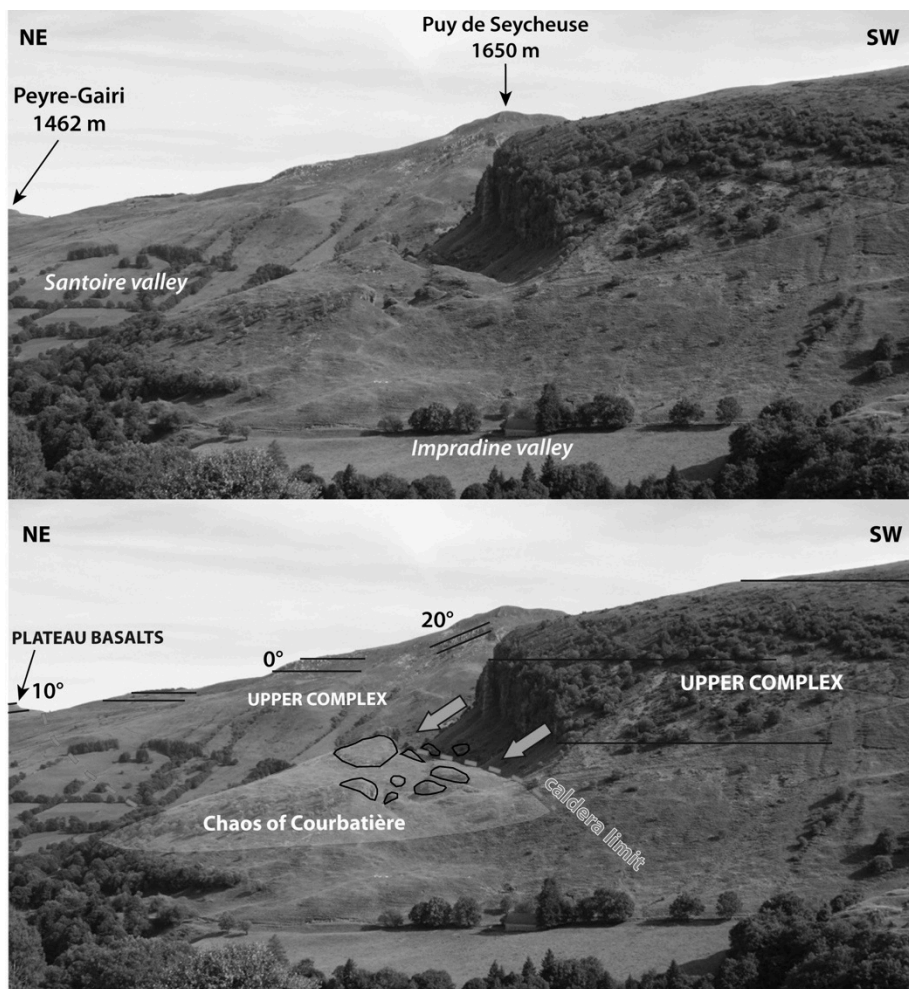 NE
Puy de Seycheuse
1650 m
SW
Peyre-Gairi
1462 m
Santoire valley
Impradine valley
NE
SW
20°
PLATEAU BASALTS
0°
10°
UPPER COMPLEX
UPPER COMPLEX
caldera limit
Chaos of Courbatière